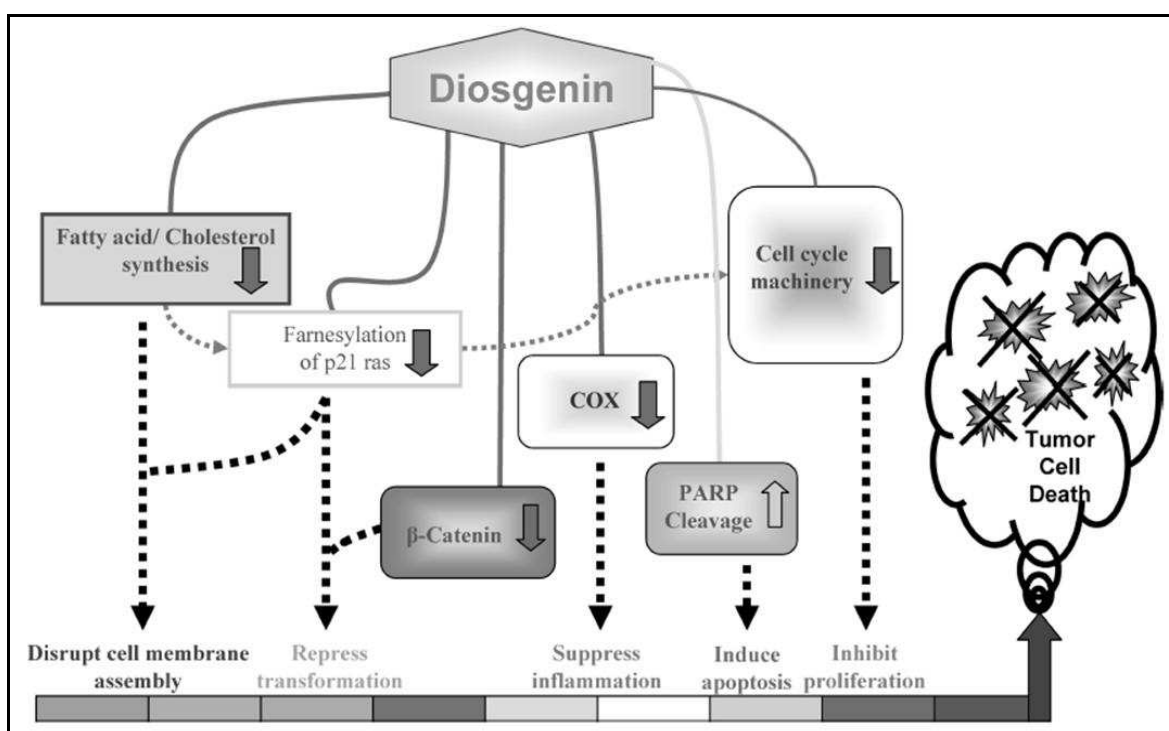 Diosgenin
Fatty acid/ Cholesterol
synthesis
Cell cycle
machinery
Farnesylation
of p21 ras
COX
PARP
Cleavage
β-Catenin
Tumor
Cell
Death
Disrupt cell membrane
assembly
Repress
transformation
Suppress
inflammation
Induce
apoptosis
Inhibit
proliferation